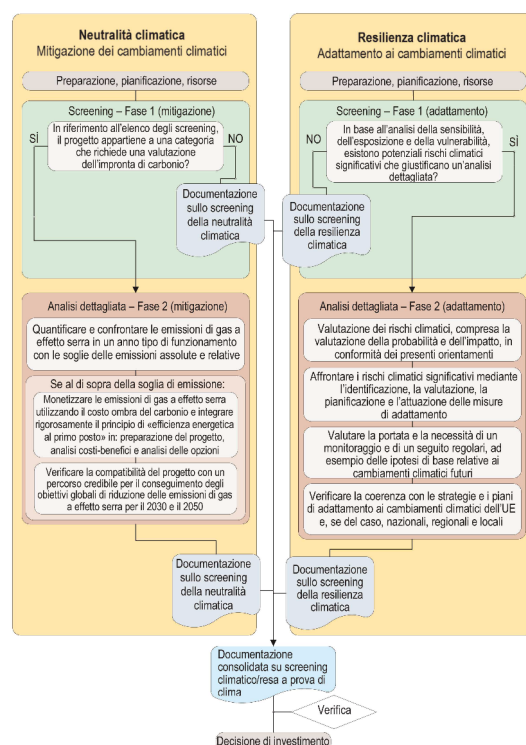 Neutralità climatica
Mitigazione dei cambiamenti climatici
Preparazione, pianificazione, risorse
Screening – Fase 1 (mitigazione)
SÌ
In riferimento all'elenco degli screening,
il progetto appartiene a una categoria
che richiede una valutazione
dell'impronta di carbonio?
NO
Documentazione
sullo screening
della neutralità
climatica
Analisi dettagliata – Fase 2 (mitigazione)
Quantificare e confrontare le emissioni di gas a
effetto serra in un anno tipo di funzionamento
con le soglie delle emissioni assolute e relative
Se al di sopra della soglia di emissione:
Monetizzare le emissioni di gas a effetto serra
utilizzando il costo ombra del carbonio e integrare
rigorosamente il principio di «efficienza energetica
al primo posto» in: preparazione del progetto,
analisi costi-benefici e analisi delle opzioni
Verificare la compatibilità del progetto con un
percorso credibile per il conseguimento degli
obiettivi globali di riduzione delle emissioni di gas
a effetto serra per il 2030 e il 2050
Documentazione
sullo screening
della neutralità
climatica
Resilienza climatica
Adattamento ai cambiamenti climatici
Preparazione, pianificazione, risorse
Screening – Fase 1 (adattamento)
NO
In base all'analisi della sensibilità,
dell'esposizione e della vulnerabilità,
esistono potenziali rischi climatici
significativi che giustificano un'analisi
dettagliata?
SÌ
Documentazione
sullo screening
della resilienza
climatica
Analisi dettagliata – Fase 2 (adattamento)
Valutazione dei rischi climatici, compresa la
valutazione della probabilità e dell'impatto, in
conformità dei presenti orientamenti
Affrontare i rischi climatici significativi mediante
l'identificazione, la valutazione, la
pianificazione e l'attuazione delle misure
di adattamento
Valutare la portata e la necessità di un
monitoraggio e di un seguito regolari, ad
esempio delle ipotesi di base relative ai
cambiamenti climatici futuri
Verificare la coerenza con le strategie e i piani
di adattamento ai cambiamenti climatici dell'UE
e, se del caso, nazionali, regionali e locali
Documentazione
sullo screening
della resilienza
climatica
Documentazione
consolidata su screening
climatico/resa a prova di
clima
Verifica
Decisione di investimento